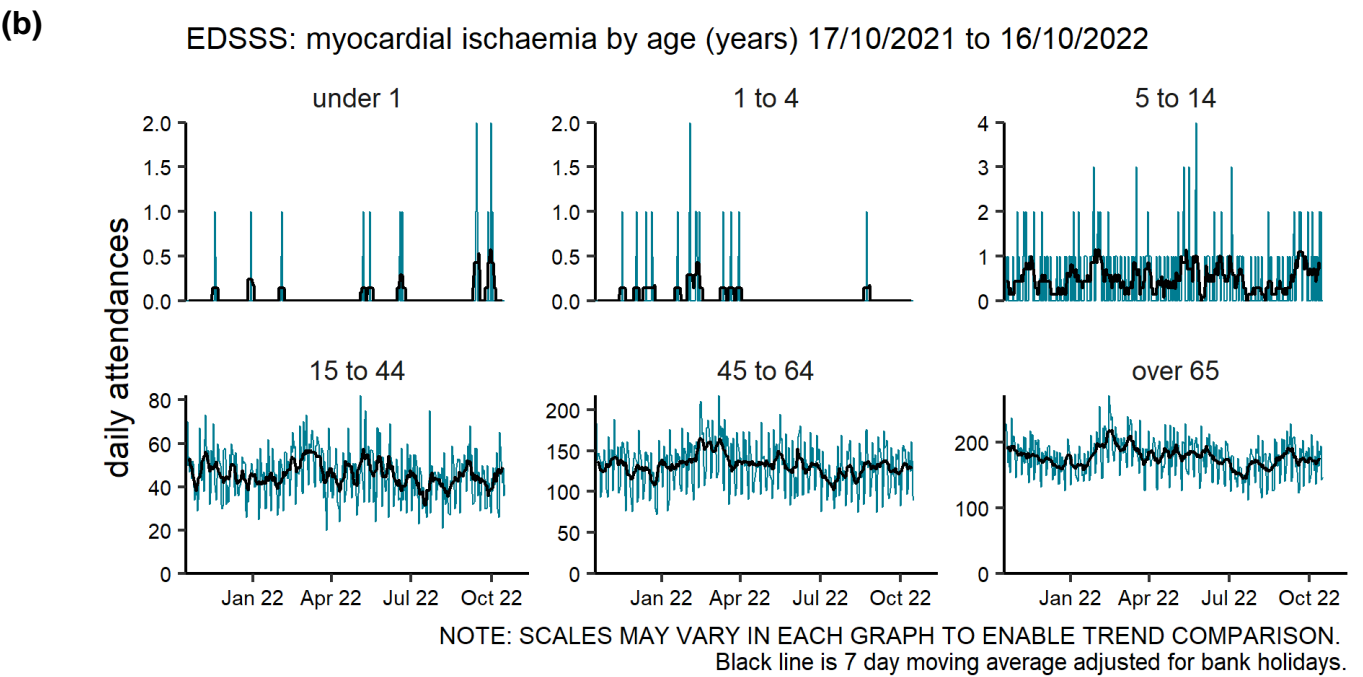 (b)
EDSSS: myocardial ischaemia by age (years) 17/10/2021 to 16/10/2022
daily attendances
under 1
2.0
1.5
1.0
0.5
0.0
1 to 4
2.0
1.5
1.0
0.5
0.0
5 to 14
4
3
2
1
0
15 to 44
80
60
40
20
0
Jan 22 Apr 22 Jul 22 Oct 22
45 to 64
200
150
100
50
0
Jan 22 Apr 22 Jul 22 Oct 22
over 65
200
100
0
Jan 22 Apr 22 Jul 22 Oct 22
NOTE: SCALES MAY VARY IN EACH GRAPH TO ENABLE TREND COMPARISON.
Black line is 7 day moving average adjusted for bank holidays.